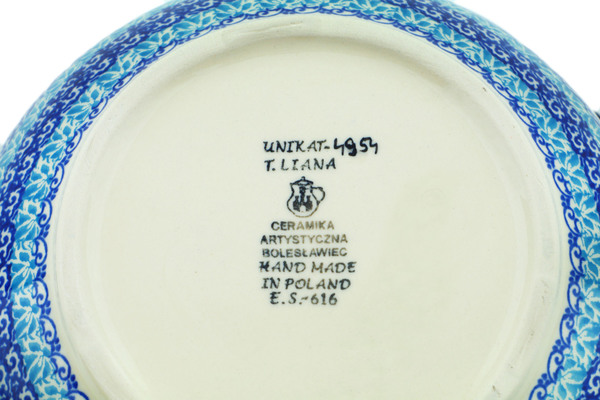 UNIKAT-4954
T. LIANA
CERAMIKA
ARTYSTYCZNA
BOLESŁAWIEC
HAND MADE
IN POLAND
E.S.-616